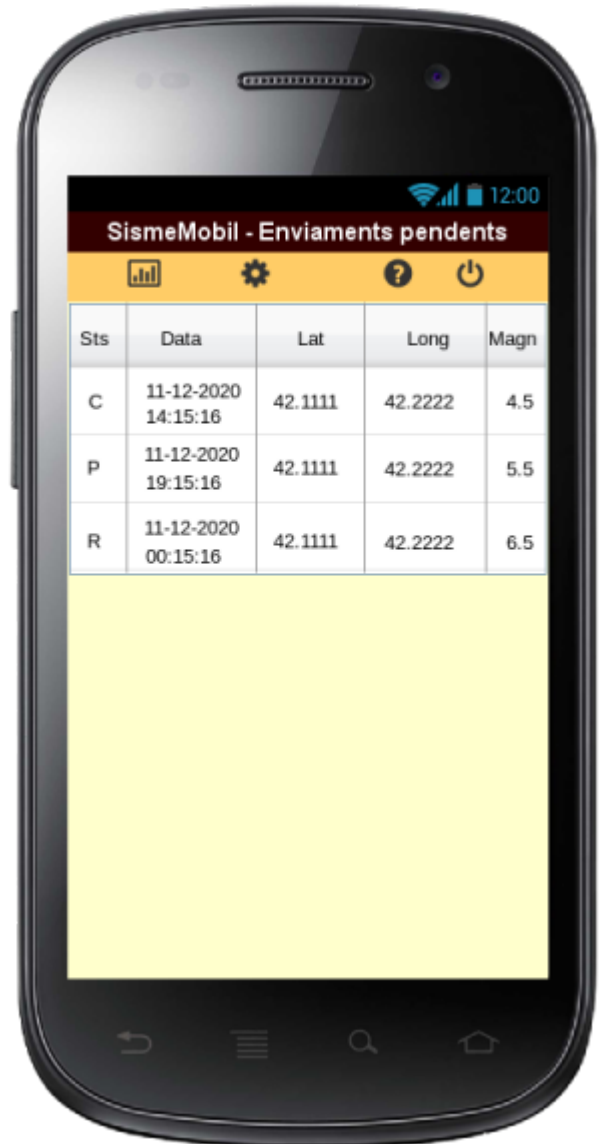 12:00
SismeMobil - Enviaments pendents
Sts Data Lat Long Magn
C 11-12-2020 14:15:16 42.1111 42.2222 4.5
P 11-12-2020 19:15:16 42.1111 42.2222 5.5
R 11-12-2020 00:15:16 42.1111 42.2222 6.5